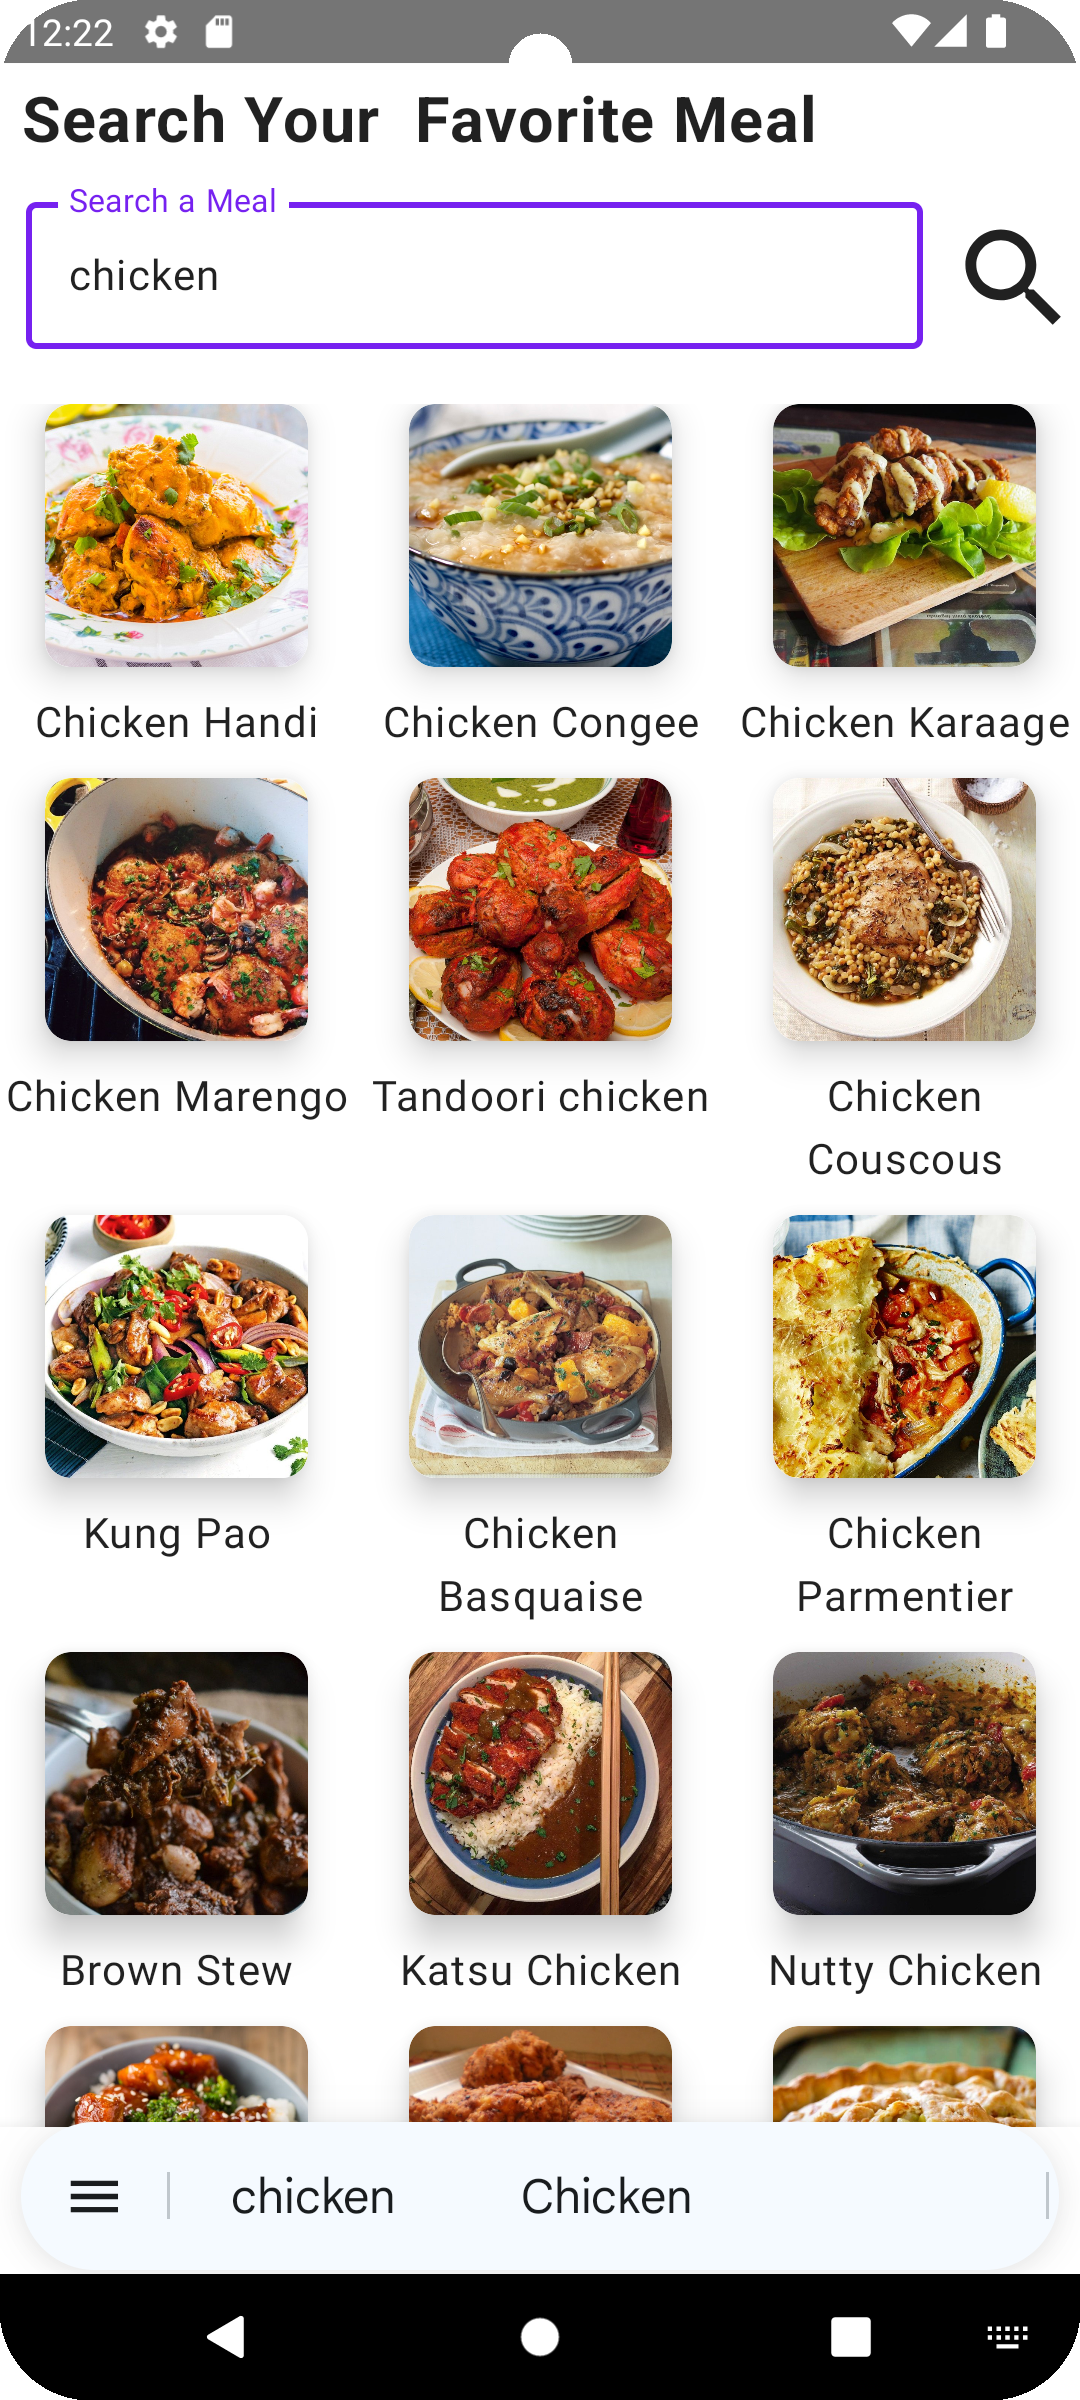 12:22
Search Your Favorite Meal
Search a Meal
chicken
Chicken Handi
Chicken Congee
Chicken Karaage
Chicken Marengo
Tandoori chicken
Chicken
Couscous
Kung Pao
Chicken
Basquaise
Chicken
Parmentier
Brown Stew
Katsu Chicken
Nutty Chicken
chicken
Chicken